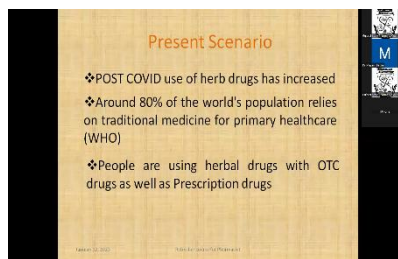 Present Scenario
❖POST COVID use of herb drugs has increased
❖Around 80% of the world's population relies
on traditional medicine for primary healthcare
(WHO)
❖People are using herbal drugs with OTC
drugs as well as Prescription drugs
M